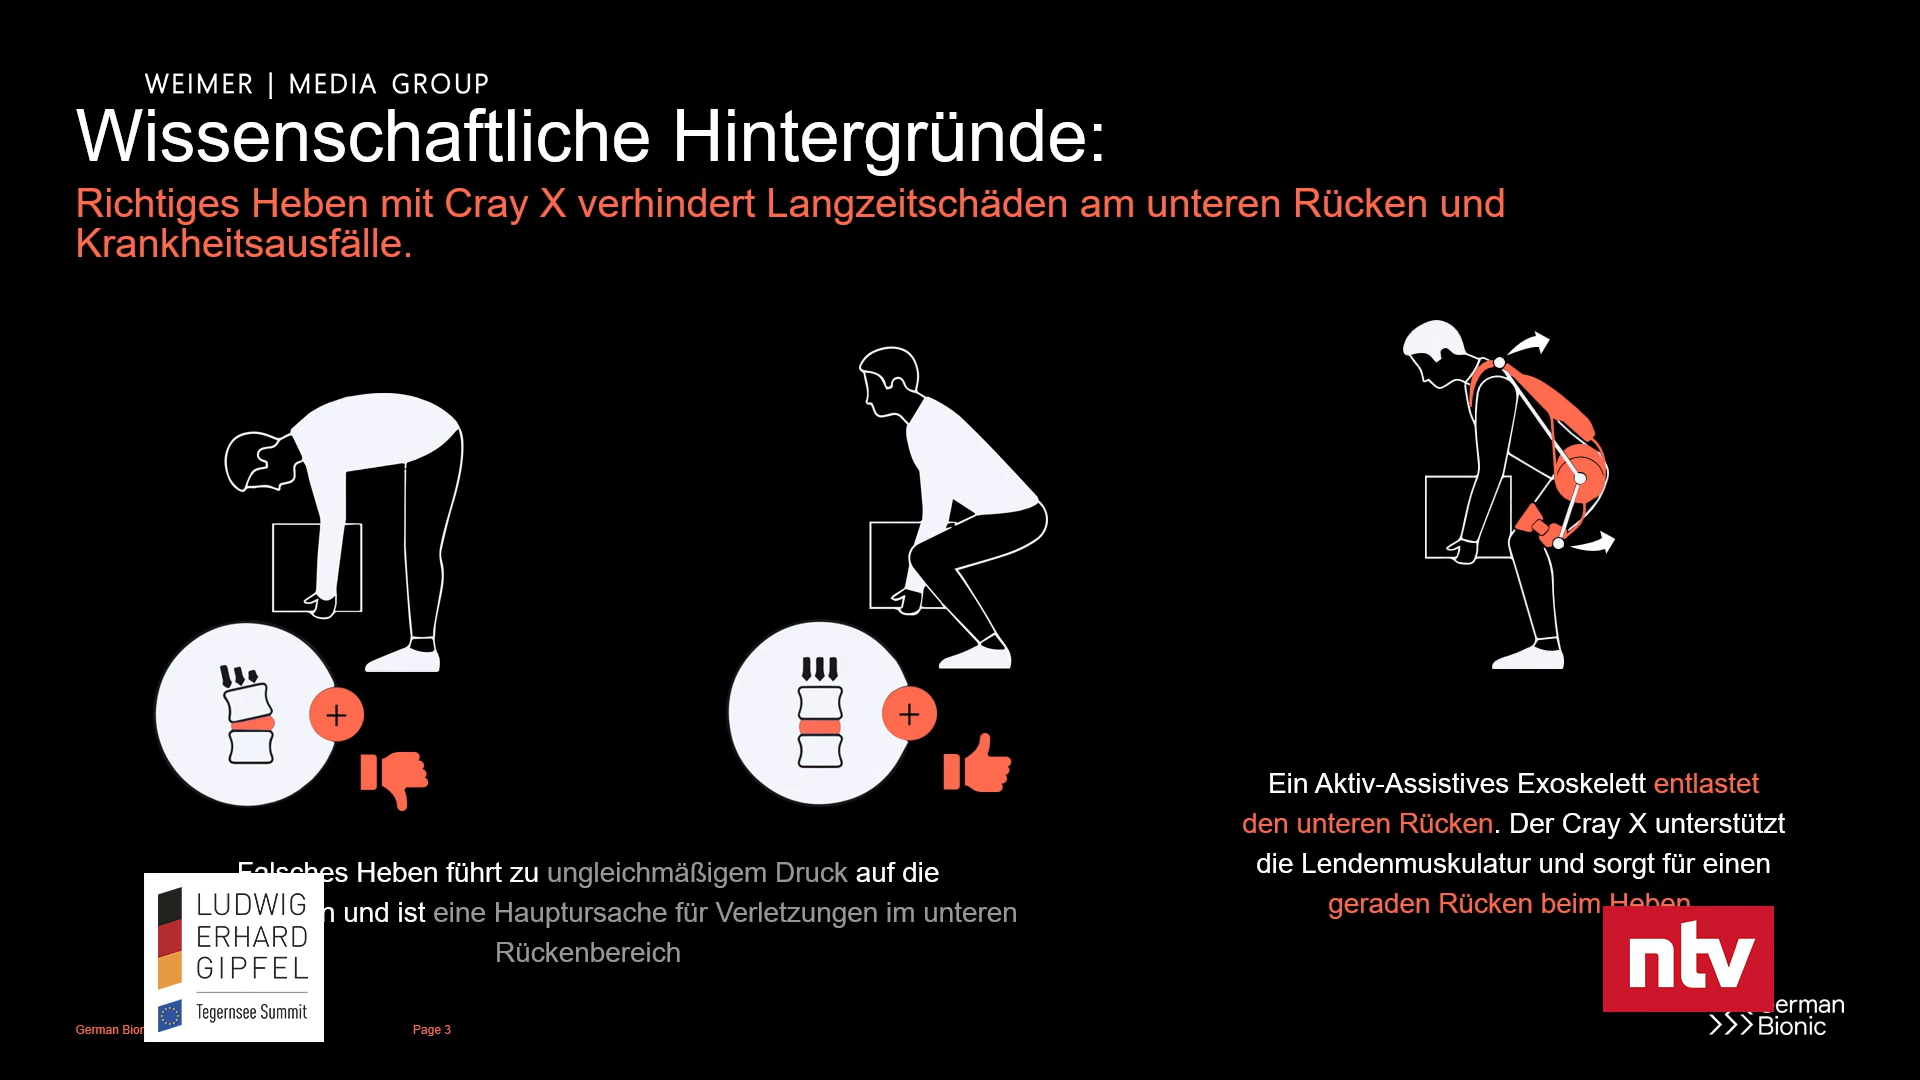 WEIMER | MEDIA GROUP
Wissenschaftliche Hintergründe:
Richtiges Heben mit Cray X verhindert Langzeitschäden am unteren Rücken und
Krankheitsausfälle.
Ein Aktiv-Assistives Exoskelett entlastet
den unteren Rücken. Der Cray X unterstützt
die Lendenmuskulatur und sorgt für einen
geraden Rücken beim Heben
Falsches Heben führt zu ungleichmäßigem Druck auf die
und ist eine Hauptursache für Verletzungen im unteren
Rückenbereich
LUDWIG
ERHARD
GIPFEL
Tegernsee Summit
ntv
German
Page 3
German
Bionic